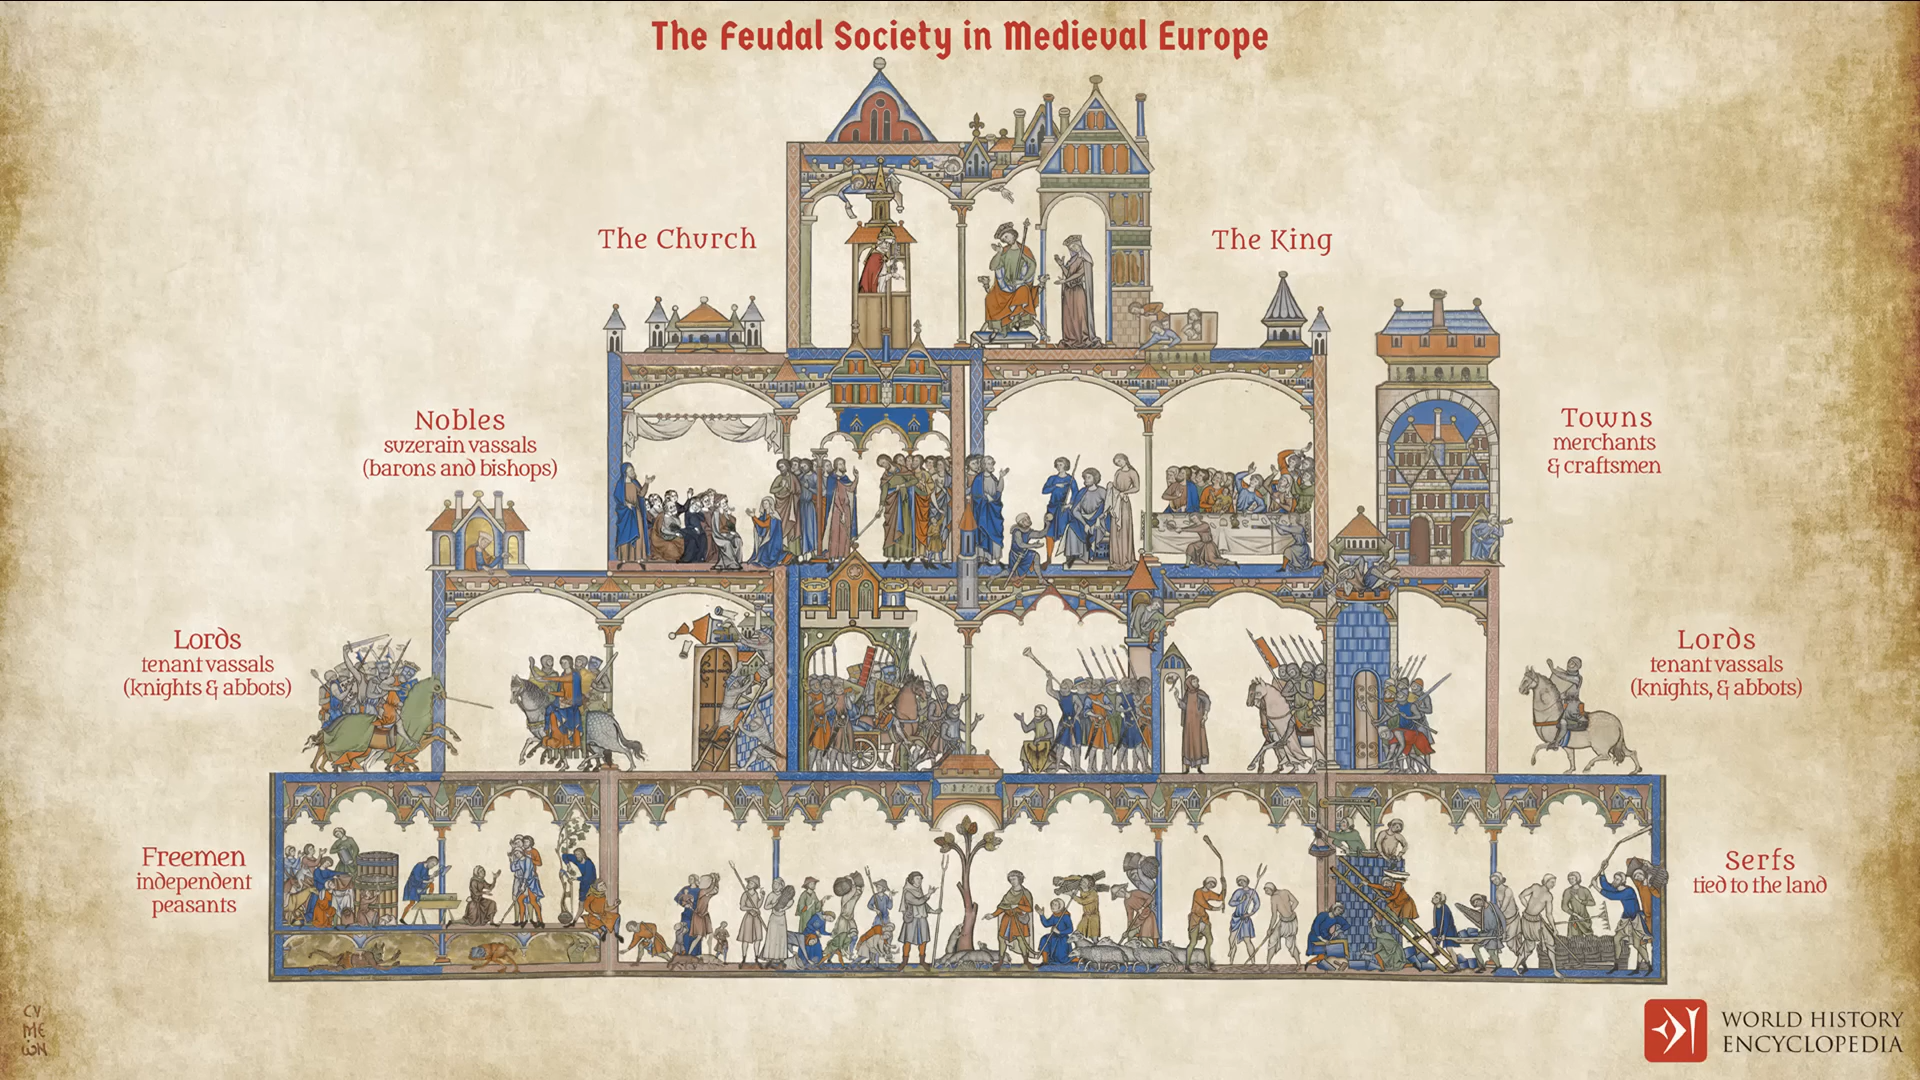 The Feudal Society in Medieval Europe
The Church
The King
Nobles
suzerain vassals
(barons and bishops)
Towns
merchants
& craftsmen
Lords
tenant vassals
(knights & abbots)
Lords
tenant vassals
(knights, & abbots)
Freemen
independent
peasants
Serfs
tied to the land
WORLD HISTORY
ENCYCLOPEDIA